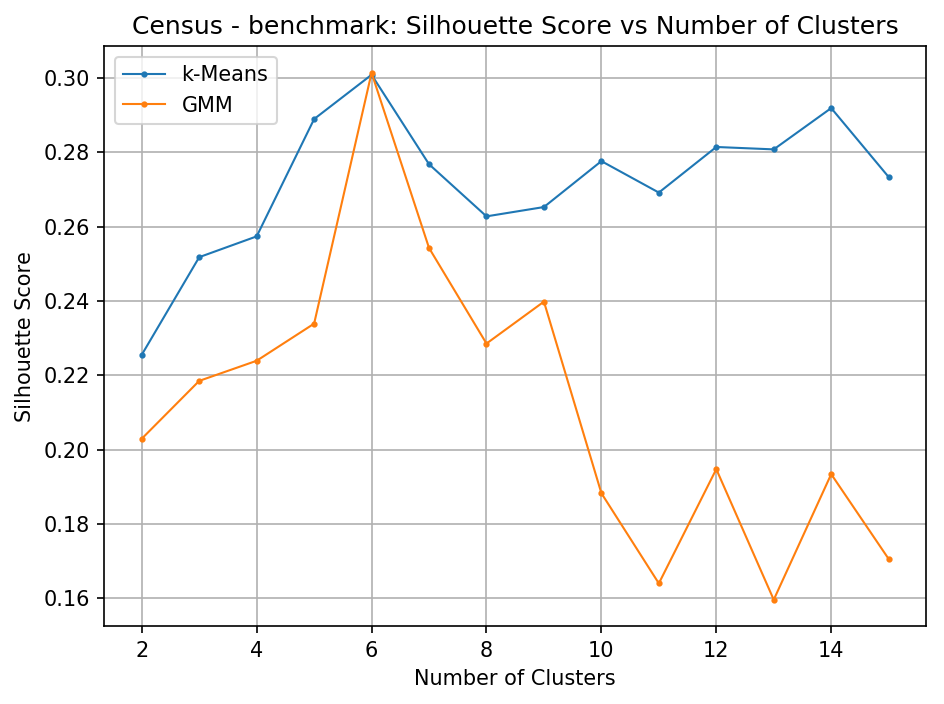 Census - benchmark: Silhouette Score vs Number of Clusters
k-Means
GMM
Silhouette Score
0.30
0.28
0.26
0.24
0.22
0.20
0.18
0.16
2 4 6 8 10 12 14
Number of Clusters